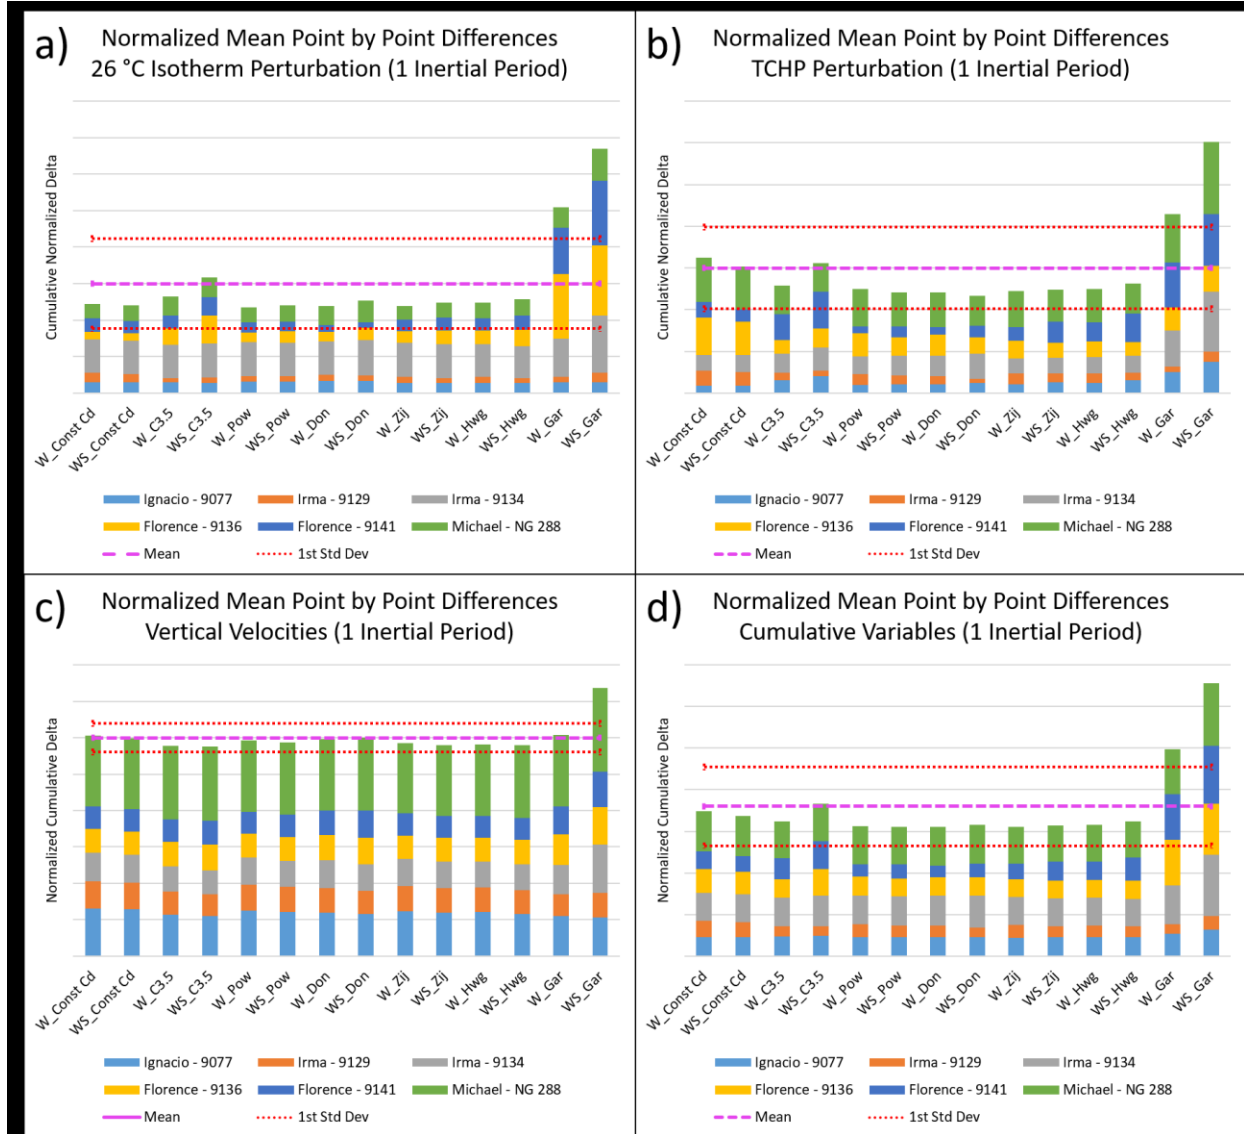 a)
Normalized Mean Point by Point Differences
26 °C Isotherm Perturbation (1 Inertial Period)
Cumulative Normalized Delta
W_Const Cd
WS_Const Cd
W_C3.5
WS_C3.5
W_Pow
WS_Pow
W_Don
WS_Don
W_Zij
WS_Zij
W_Hwg
WS_Hwg
W_Gar
WS_Gar
Ignacio - 9077
Irma - 9129
Irma - 9134
Florence - 9136
Florence - 9141
Michael - NG 288
Mean
1st Std Dev
b)
Normalized Mean Point by Point Differences
TCHP Perturbation (1 Inertial Period)
Cumulative Normalized Delta
W_Const Cd
WS_Const Cd
W_C3.5
WS_C3.5
W_Pow
WS_Pow
W_Don
WS_Don
W_Zij
WS_Zij
W_Hwg
WS_Hwg
W_Gar
WS_Gar
Ignacio - 9077
Irma - 9129
Irma - 9134
Florence - 9136
Florence - 9141
Michael - NG 288
Mean
1st Std Dev
c)
Normalized Mean Point by Point Differences
Vertical Velocities (1 Inertial Period)
Normalized Cumulative Delta
W_Const Cd
WS_Const Cd
W_C3.5
WS_C3.5
W_Pow
WS_Pow
W_Don
WS_Don
W_Zij
WS_Zij
W_Hwg
WS_Hwg
W_Gar
WS_Gar
Ignacio - 9077
Irma - 9129
Irma - 9134
Florence - 9136
Florence - 9141
Michael - NG 288
Mean
1st Std Dev
d)
Normalized Mean Point by Point Differences
Cumulative Variables (1 Inertial Period)
Normalized Cumulative Delta
W_Const Cd
WS_Const Cd
W_C3.5
WS_C3.5
W_Pow
WS_Pow
W_Don
WS_Don
W_Zij
WS_Zij
W_Hwg
WS_Hwg
W_Gar
WS_Gar
Ignacio - 9077
Irma - 9129
Irma - 9134
Florence - 9136
Florence - 9141
Michael - NG 288
Mean
1st Std Dev